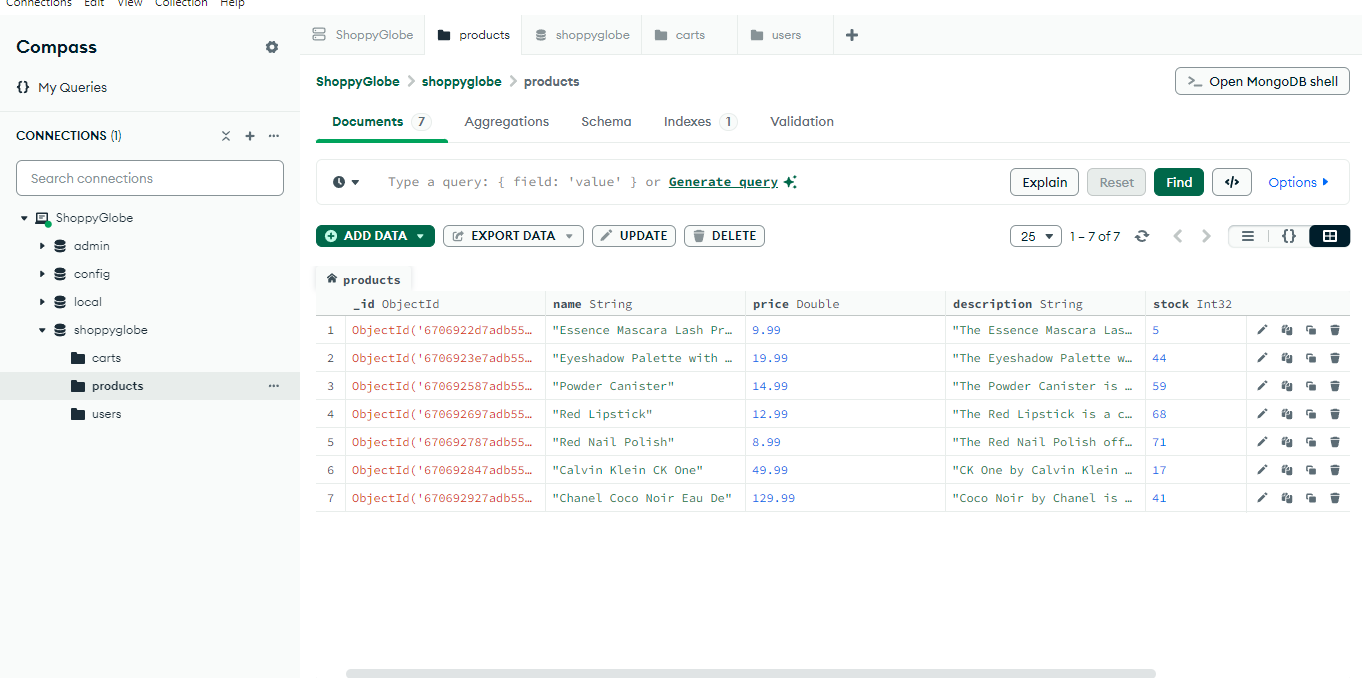 Connections Edit View Collection Help
Compass
ShoppyGlobe products shoppyglobe carts users
{} My Queries
ShoppyGlobe > shoppyglobe > products
>_ Open MongoDB shell
CONNECTIONS (1)
Documents 7 Aggregations Schema Indexes 1 Validation
Search connections
Type a query: { field: 'value' } or Generate query
Explain Reset Find </> Options
ShoppyGlobe
admin
config
local
shoppyglobe
carts
products
users
ADD DATA EXPORT DATA UPDATE DELETE
25 1 – 7 of 7 {}
products
_id ObjectId name String price Double description String stock Int32
1 ObjectId('6706922d7adb55… "Essence Mascara Lash Pr… 9.99 "The Essence Mascara Las… 5
2 ObjectId('6706923e7adb55… "Eyeshadow Palette with … 19.99 "The Eyeshadow Palette w… 44
3 ObjectId('670692587adb55… "Powder Canister" 14.99 "The Powder Canister is … 59
4 ObjectId('670692697adb55… "Red Lipstick" 12.99 "The Red Lipstick is a c… 68
5 ObjectId('670692787adb55… "Red Nail Polish" 8.99 "The Red Nail Polish off… 71
6 ObjectId('670692847adb55… "Calvin Klein CK One" 49.99 "CK One by Calvin Klein … 17
7 ObjectId('670692927adb55… "Chanel Coco Noir Eau De" 129.99 "Coco Noir by Chanel is … 41